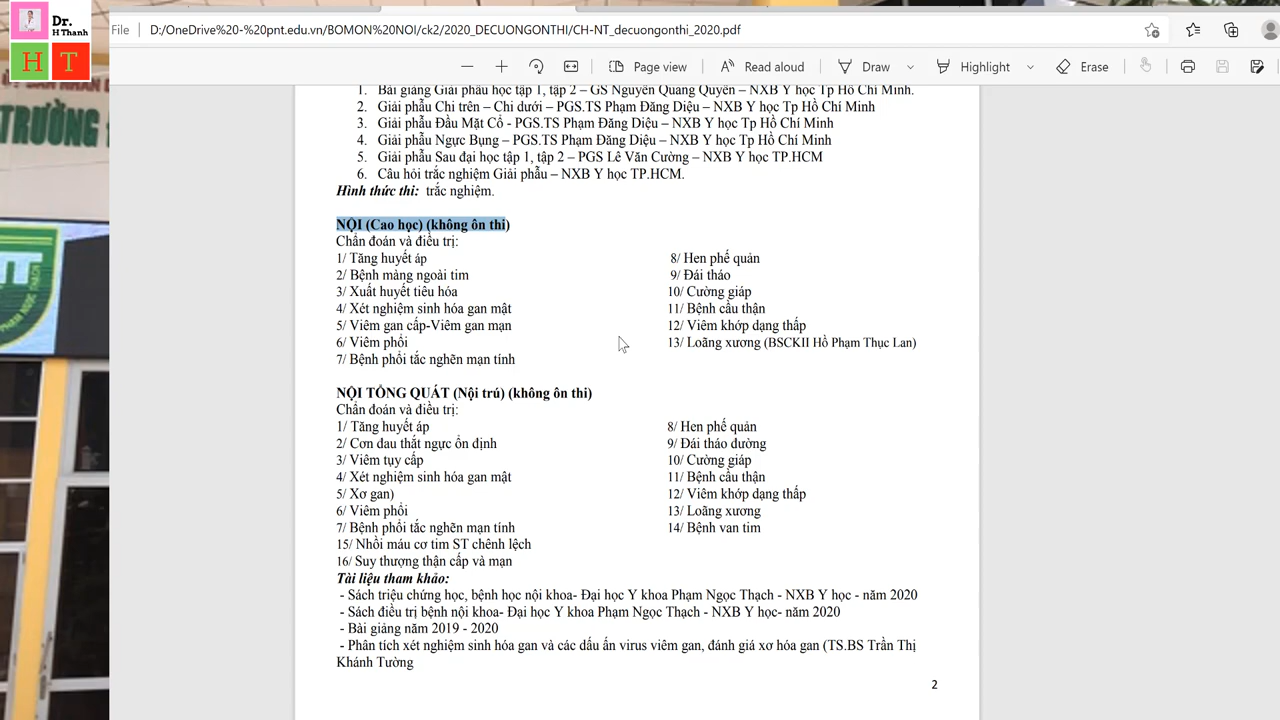 Dr.
H Thanh
H T
TRƯỜNG
File D:/OneDrive%20-%20pnt.edu.vn/BOMON%20NOI/ck2/2020_DECUONGONTHI/CH-NT_decuongonthi_2020.pdf
Page view Read aloud Draw Highlight Erase
1. Bài giảng Giải phẫu học tập 1, tập 2 – GS Nguyễn Quang Quyền – NXB Y học Tp Hồ Chí Minh.
2. Giải phẫu Chi trên – Chi dưới – PGS.TS Phạm Đăng Diệu – NXB Y học Tp Hồ Chí Minh
3. Giải phẫu Đầu Mặt Cổ - PGS.TS Phạm Đăng Diệu – NXB Y học Tp Hồ Chí Minh
4. Giải phẫu Ngực Bụng – PGS.TS Phạm Đăng Diệu – NXB Y học Tp Hồ Chí Minh
5. Giải phẫu Sau đại học tập 1, tập 2 – PGS Lê Văn Cường – NXB Y học TP.HCM
6. Câu hỏi trắc nghiệm Giải phẫu – NXB Y học TP.HCM.
Hình thức thi: trắc nghiệm.
NỘI (Cao học) (không ôn thi)
Chẩn đoán và điều trị:
1/ Tăng huyết áp
2/ Bệnh màng ngoài tim
3/ Xuất huyết tiêu hóa
4/ Xét nghiệm sinh hóa gan mật
5/ Viêm gan cấp-Viêm gan mạn
6/ Viêm phổi
7/ Bệnh phổi tắc nghẽn mạn tính
8/ Hen phế quản
9/ Đái tháo
10/ Cường giáp
11/ Bệnh cầu thận
12/ Viêm khớp dạng thấp
13/ Loãng xương (BSCKII Hồ Phạm Thục Lan)
NỘI TỔNG QUÁT (Nội trú) (không ôn thi)
Chẩn đoán và điều trị:
1/ Tăng huyết áp
2/ Cơn đau thắt ngực ổn định
3/ Viêm tụy cấp
4/ Xét nghiệm sinh hóa gan mật
5/ Xơ gan)
6/ Viêm phổi
7/ Bệnh phổi tắc nghẽn mạn tính
15/ Nhồi máu cơ tim ST chênh lệch
16/ Suy thượng thận cấp và mạn
8/ Hen phế quản
9/ Đái tháo đường
10/ Cường giáp
11/ Bệnh cầu thận
12/ Viêm khớp dạng thấp
13/ Loãng xương
14/ Bệnh van tim
Tài liệu tham khảo:
- Sách triệu chứng học, bệnh học nội khoa- Đại học Y khoa Phạm Ngọc Thạch - NXB Y học - năm 2020
- Sách điều trị bệnh nội khoa- Đại học Y khoa Phạm Ngọc Thạch - NXB Y học- năm 2020
- Bài giảng năm 2019 - 2020
- Phân tích xét nghiệm sinh hóa gan và các dấu ấn virus viêm gan, đánh giá xơ hóa gan (TS.BS Trần Thị
Khánh Tường
2